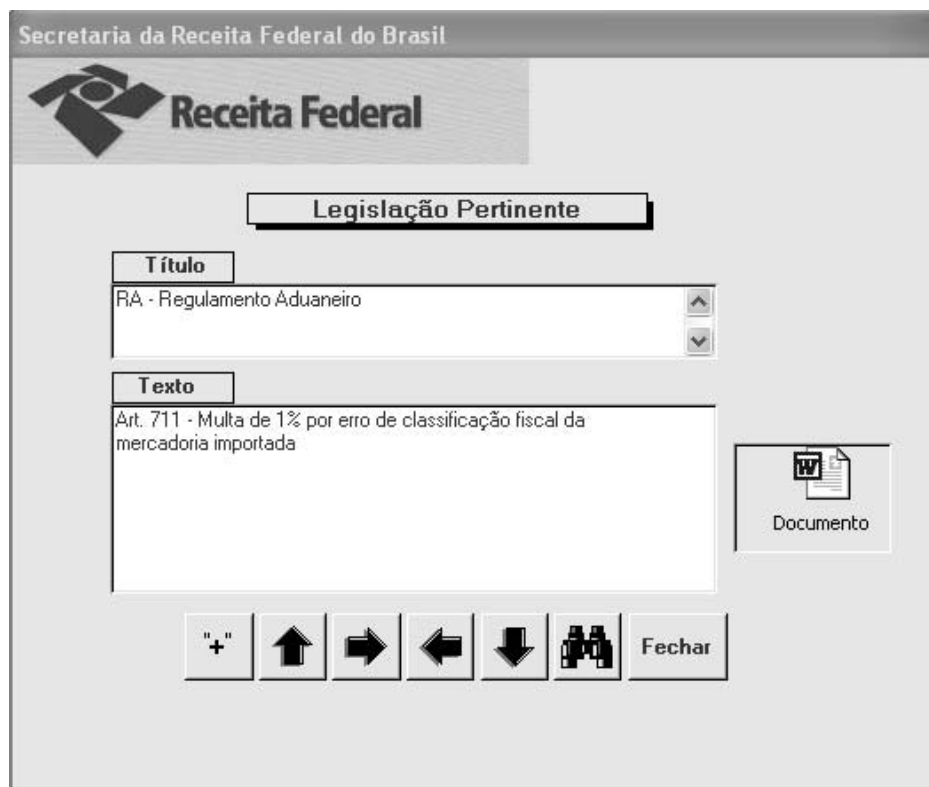 Secretaria da Receita Federal do Brasil
Receita Federal
Legislação Pertinente
Título
RA - Regulamento Aduaneiro
Texto
Art. 711 - Multa de 1% por erro de classificação fiscal da
mercadoria importada
W
Documento
"+"
Fechar